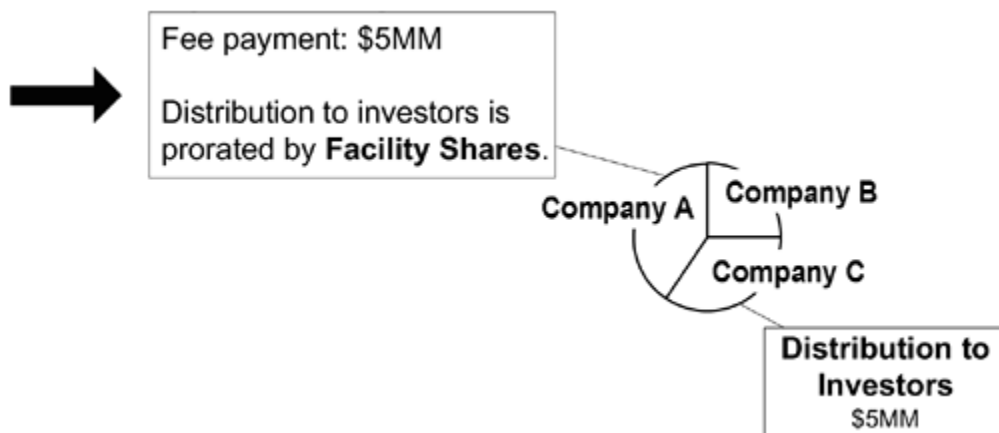 Fee payment: $5MM
Distribution to investors is
prorated by Facility Shares.
Company A
Company B
Company C
Distribution to
Investors
$5MM